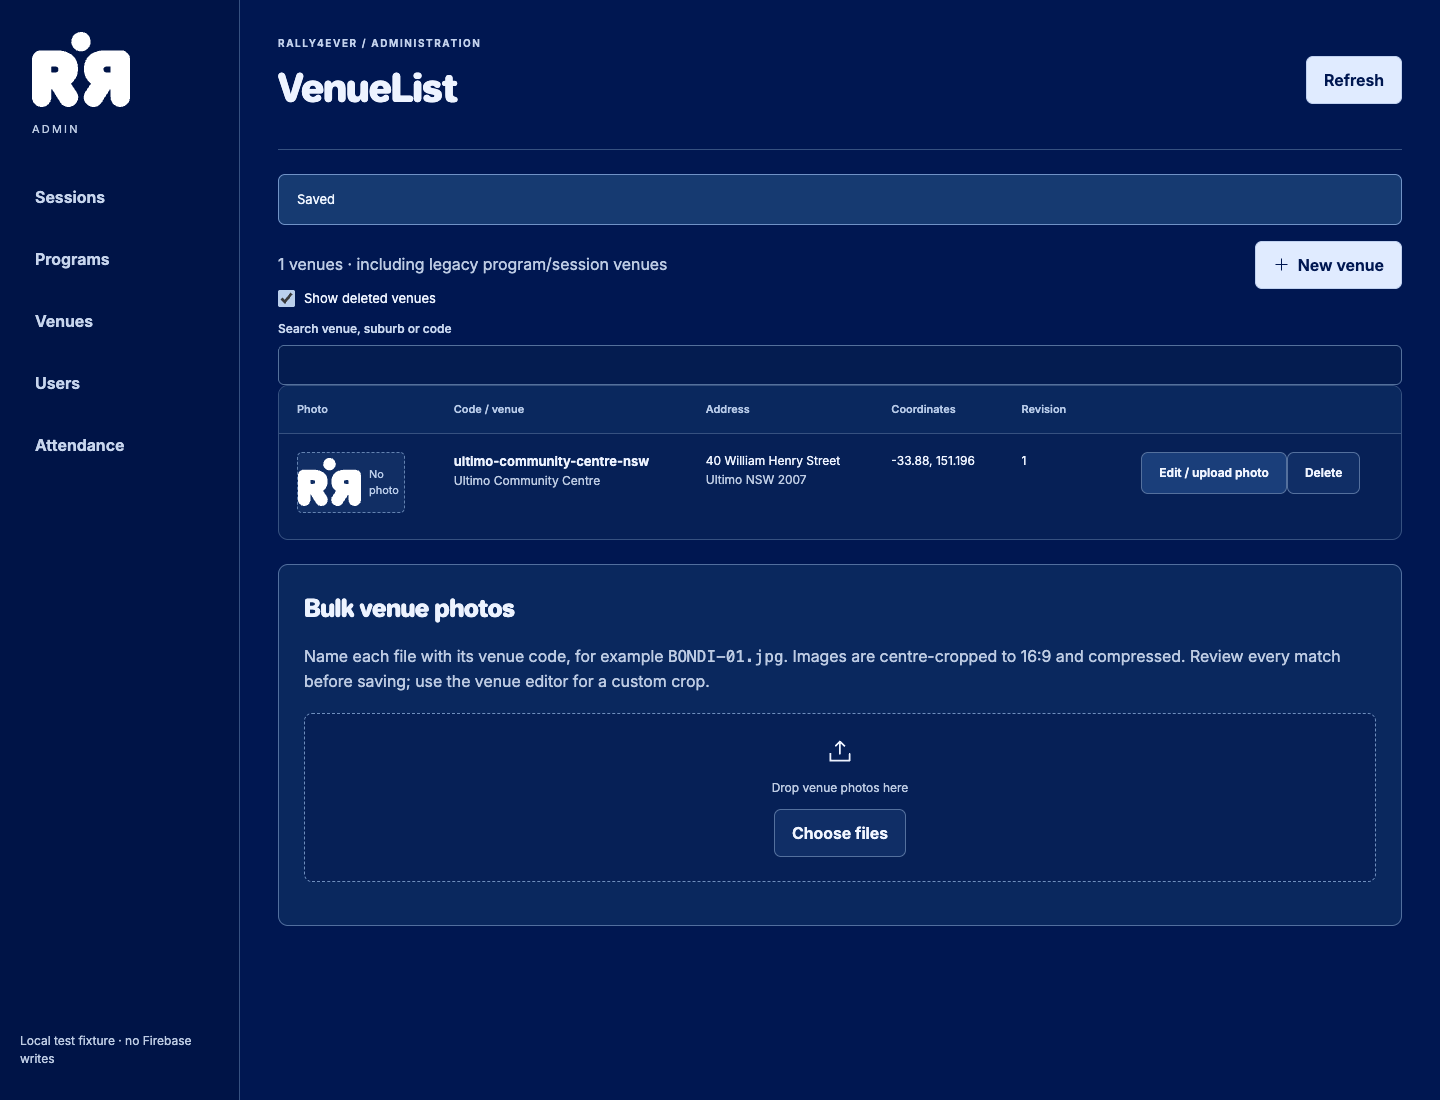 RR
ADMIN
Sessions
Programs
Venues
Users
Attendance
Local test fixture · no Firebase
writes
RALLY4EVER / ADMINISTRATION
VenueList
Refresh
Saved
1 venues · including legacy program/session venues
+ New venue
Show deleted venues
Search venue, suburb or code
Photo Code / venue Address Coordinates Revision
RR No
photo
ultimo-community-centre-nsw
Ultimo Community Centre
40 William Henry Street
Ultimo NSW 2007
-33.88, 151.196
1
Edit / upload photo
Delete
Bulk venue photos
Name each file with its venue code, for example BONDI-01.jpg. Images are centre-cropped to 16:9 and compressed. Review every match
before saving; use the venue editor for a custom crop.
Drop venue photos here
Choose files